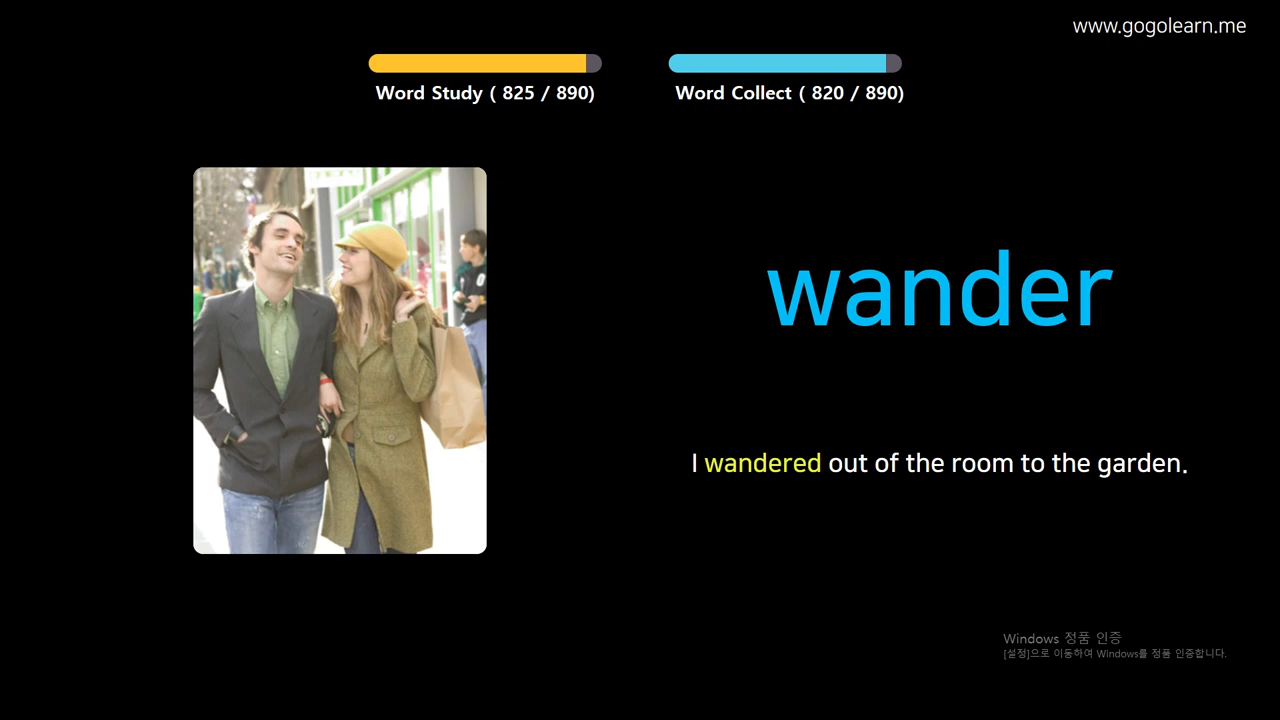 www.gogolearn.me
Word Study ( 825 / 890)
Word Collect ( 820 / 890)
wander
I wandered out of the room to the garden.
Windows 정품 인증
[설정]으로 이동하여 Windows를 정품 인증합니다.